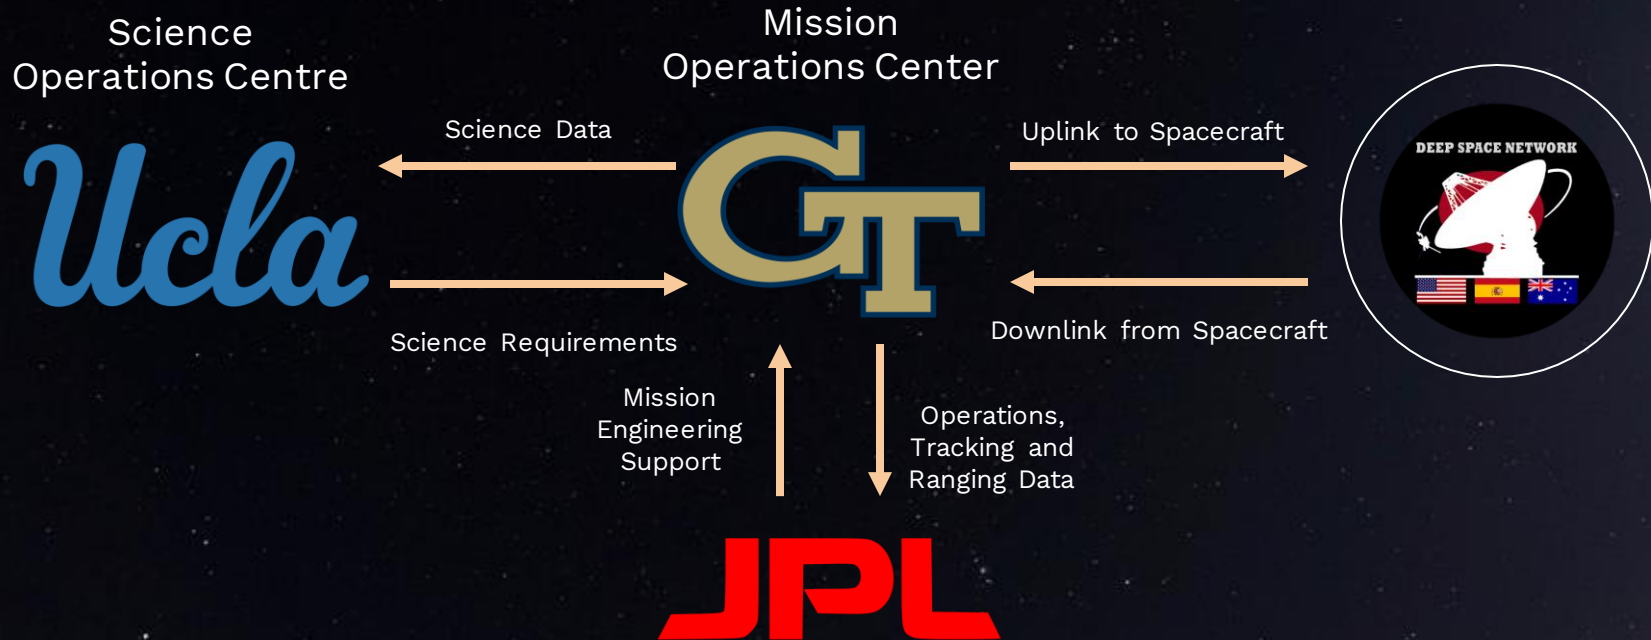 Science
Operations Centre
Mission
Operations Center
Science Data
Uplink to Spacecraft
DEEP SPACE NETWORK
Ucla
GT
Science Requirements
Downlink from Spacecraft
Mission
Engineering
Support
Operations,
Tracking and
Ranging Data
JPL